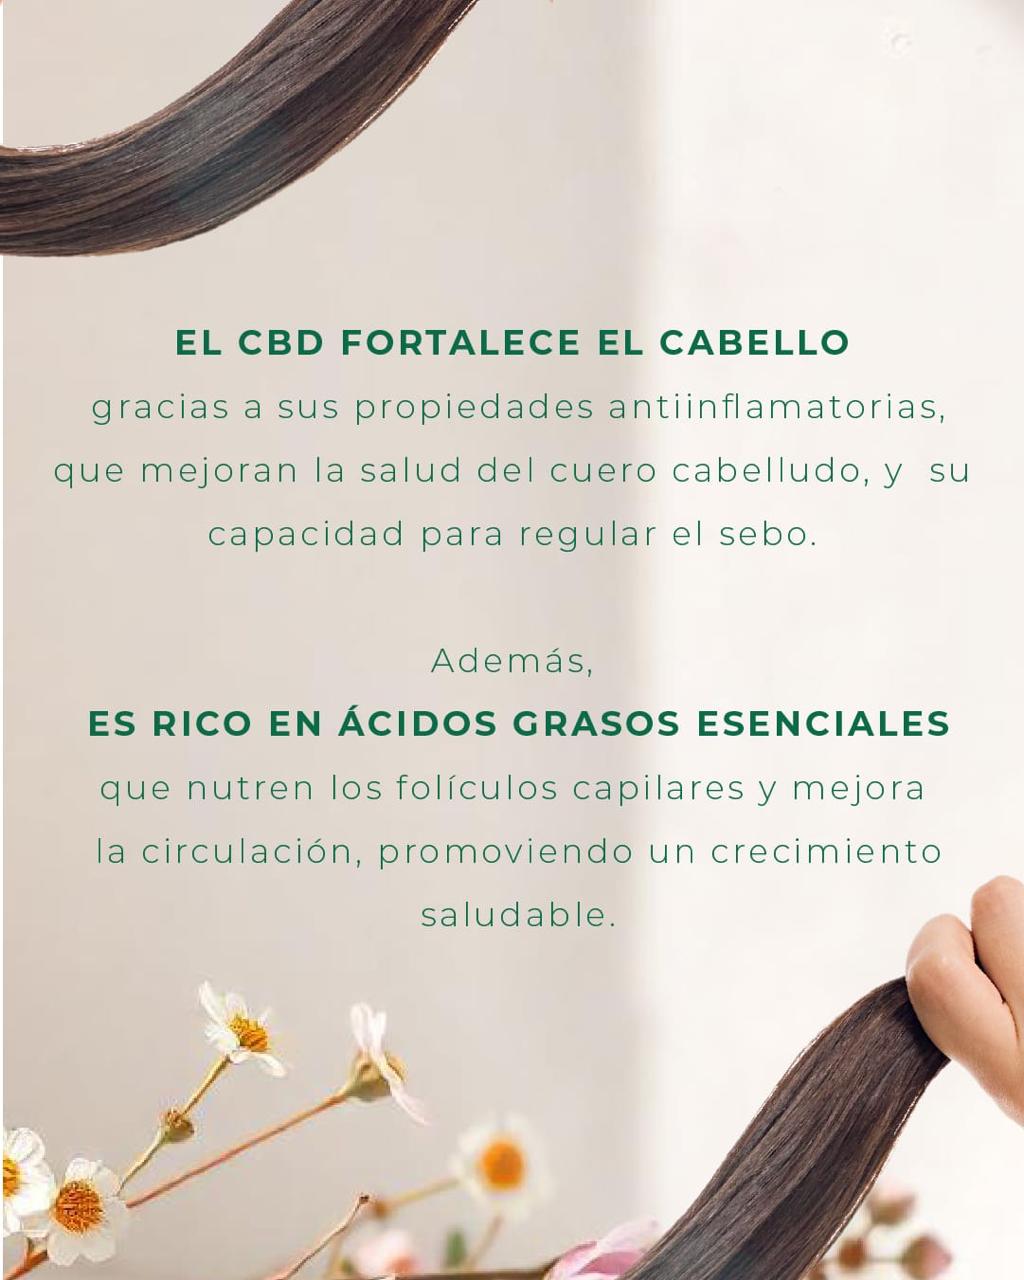 EL CBD FORTALECE EL CABELLO
gracias a sus propiedades antiinflamatorias,
que mejoran la salud del cuero cabelludo, y su
capacidad para regular el sebo.
Además,
ES RICO EN ÁCIDOS GRASOS ESENCIALES
que nutren los folículos capilares y mejora
la circulación, promoviendo un crecimiento
saludable.